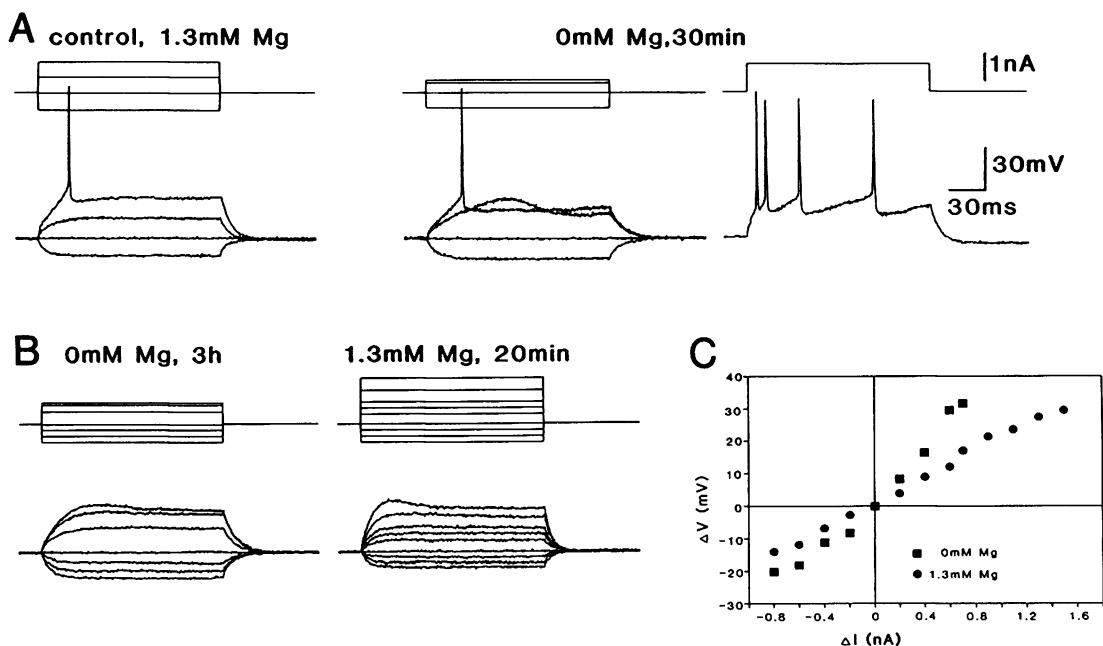 A
control, 1.3mM Mg
0mM Mg,30min
1nA
30mV
30ms
B
0mM Mg, 3h
1.3mM Mg, 20min
C
40
30
20
10
0
-10
-20
-30
ΔV (mV)
0mM Mg
1.3mM Mg
-0.8 -0.4 0 0.4 0.8 1.2 1.6
ΔI (nA)